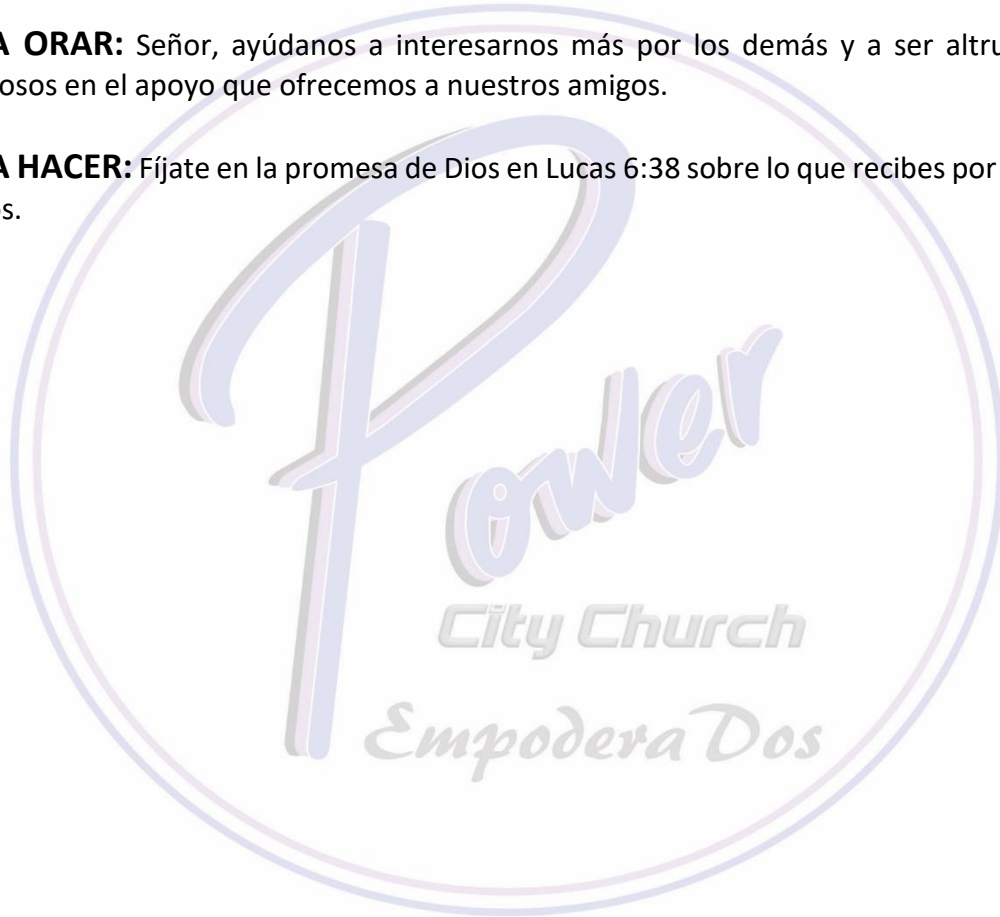 A ORAR: Señor, ayúdanos a interesarnos más por los demás y a ser altru
osos en el apoyo que ofrecemos a nuestros amigos.
A HACER: Fíjate en la promesa de Dios en Lucas 6:38 sobre lo que recibes por
os.
Power
City Church
EmpoderaDos